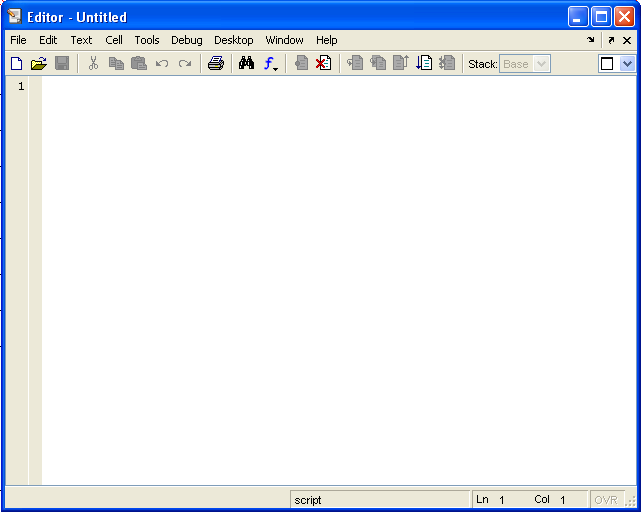 Editor - Untitled
File Edit Text Cell Tools Debug Desktop Window Help
Stack: Base
1
script Ln 1 Col 1 OVR